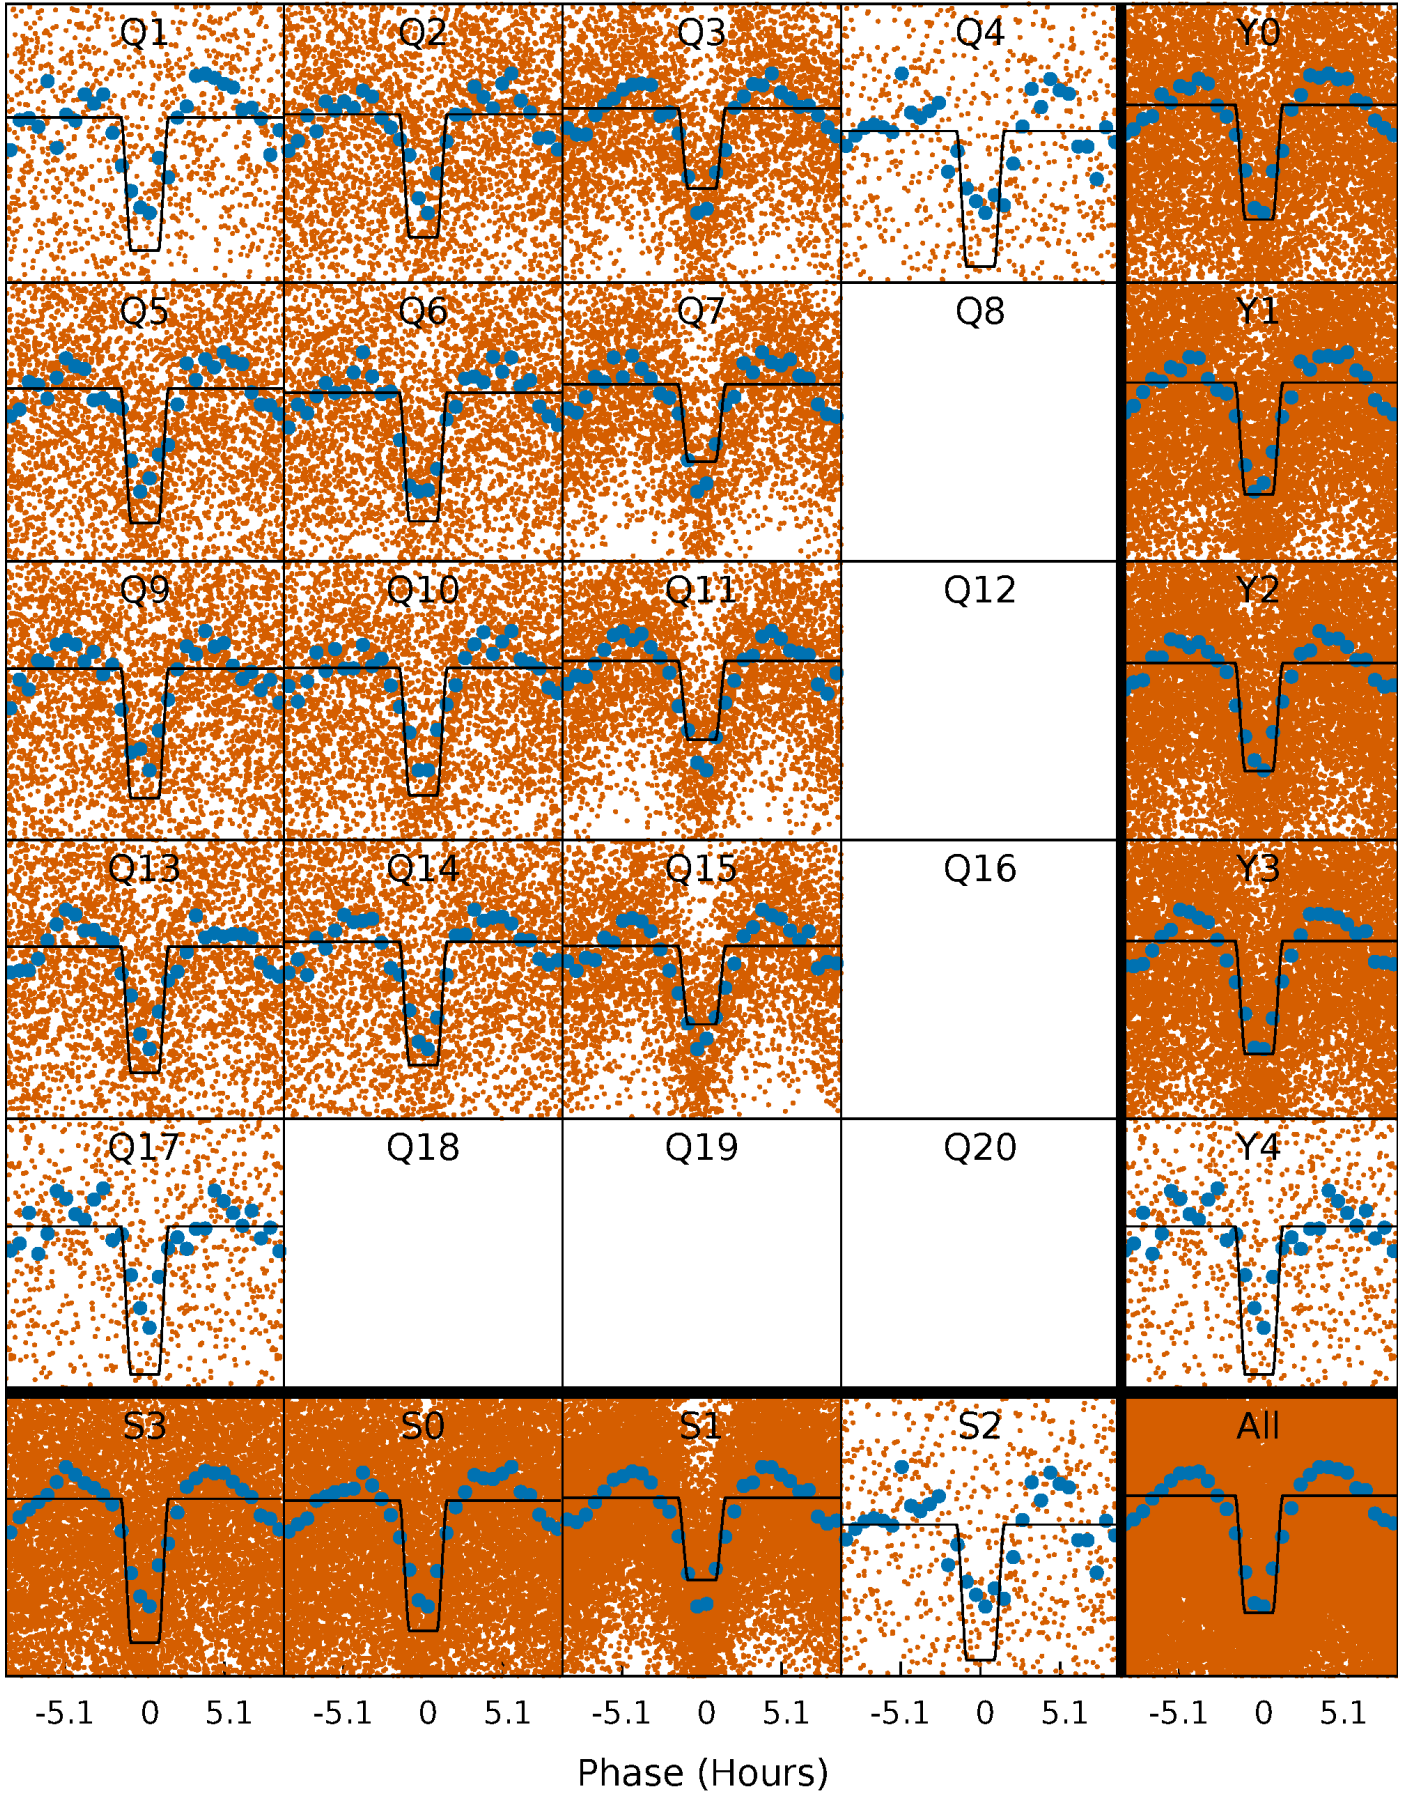 Q1 Q2 Q3 Q4 Y0
Q5 Q6 Q7 Q8 Y1
Q9 Q10 Q11 Q12 Y2
Q13 Q14 Q15 Q16 Y3
Q17 Q18 Q19 Q20 Y4
S3 S0 S1 S2 All
-5.1 0 5.1 -5.1 0 5.1 -5.1 0 5.1 -5.1 0 5.1 -5.1 0 5.1
Phase (Hours)